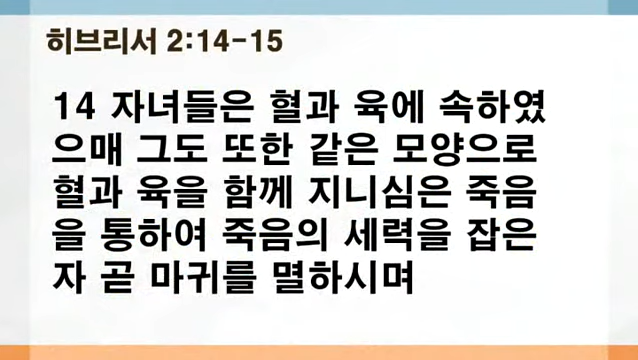 히브리서 2:14-15
14 자녀들은 혈과 육에 속하였
으매 그도 또한 같은 모양으로
혈과 육을 함께 지니심은 죽음
을 통하여 죽음의 세력을 잡은
자 곧 마귀를 멸하시며